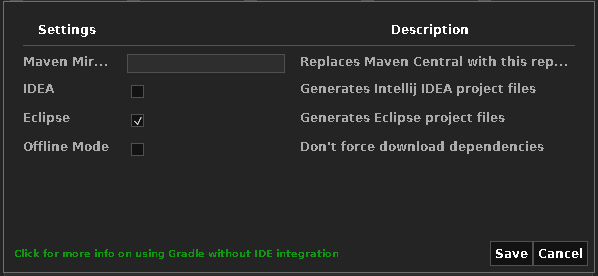 Settings Description
Maven Mir... Replaces Maven Central with this rep...
IDEA Generates Intellij IDEA project files
Eclipse Generates Eclipse project files
Offline Mode Don't force download dependencies
Click for more info on using Gradle without IDE integration Save Cancel